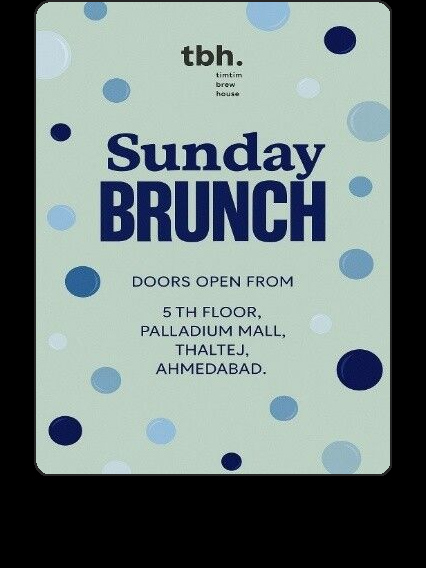 tbh.
timtim
brew
house
Sunday
BRUNCH
DOORS OPEN FROM
5 TH FLOOR,
PALLADIUM MALL,
THALTEJ,
AHMEDABAD.